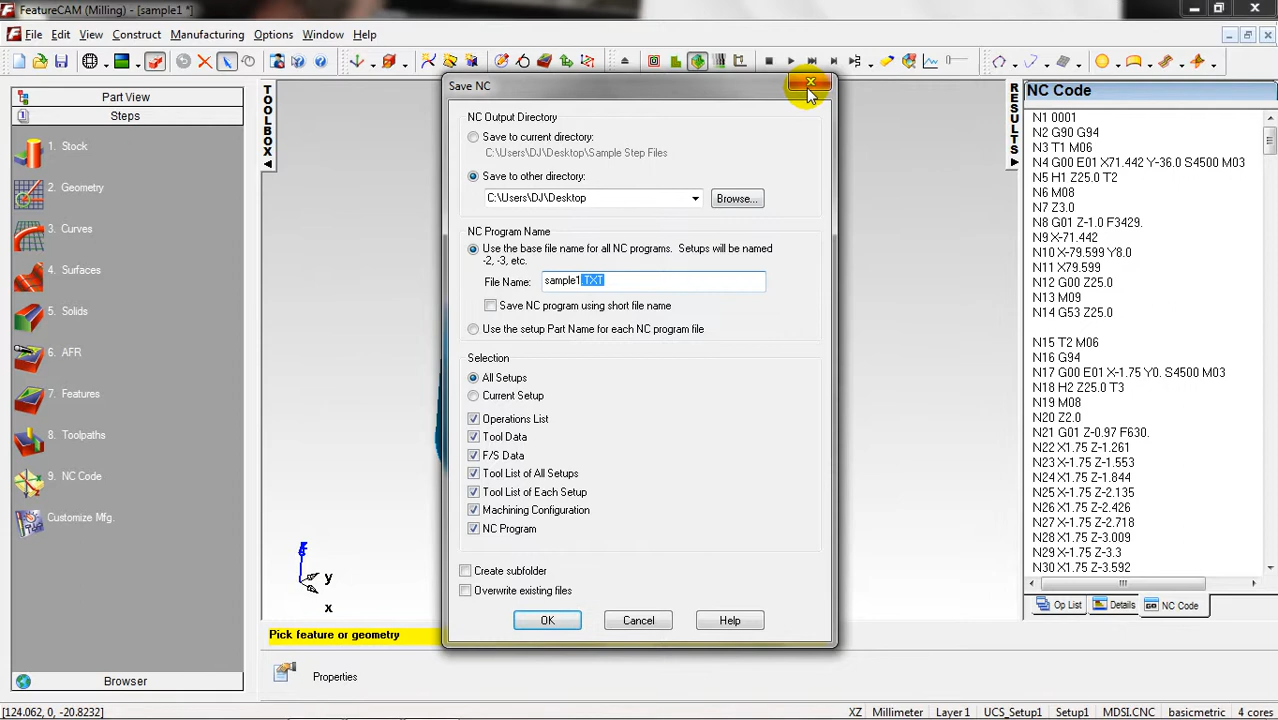 FeatureCAM (Milling) - [sample1 *]
File Edit View Construct Manufacturing Options Window Help
Part View
Steps
1. Stock
2. Geometry
3. Curves
4. Surfaces
5. Solids
6. AFR
7. Features
8. Toolpaths
9. NC Code
Customize Mfg.
Browser
TOOLBOX
Save NC
NC Output Directory
Save to current directory:
C:\Users\DJ\Desktop\Sample Step Files
Save to other directory:
C:\Users\DJ\Desktop
Browse...
NC Program Name
Use the base file name for all NC programs. Setups will be named
-2, -3, etc.
File Name: sample1.TXT
Save NC program using short file name
Use the setup Part Name for each NC program file
Selection
All Setups
Current Setup
Operations List
Tool Data
F/S Data
Tool List of All Setups
Tool List of Each Setup
Machining Configuration
NC Program
Create subfolder
Overwrite existing files
OK Cancel Help
z
y
x
Pick feature or geometry
Properties
RESULTS
NC Code
N1 0001
N2 G90 G94
N3 T1 M06
N4 G00 E01 X71.442 Y-36.0 S4500 M03
N5 H1 Z25.0 T2
N6 M08
N7 Z3.0
N8 G01 Z-1.0 F3429.
N9 X-71.442
N10 X-79.599 Y8.0
N11 X79.599
N12 G00 Z25.0
N13 M09
N14 G53 Z25.0
N15 T2 M06
N16 G94
N17 G00 E01 X-1.75 Y0. S4500 M03
N18 H2 Z25.0 T3
N19 M08
N20 Z2.0
N21 G01 Z-0.97 F630.
N22 X1.75 Z-1.261
N23 X-1.75 Z-1.553
N24 X1.75 Z-1.844
N25 X-1.75 Z-2.135
N26 X1.75 Z-2.426
N27 X-1.75 Z-2.718
N28 X1.75 Z-3.009
N29 X-1.75 Z-3.3
N30 X1.75 Z-3.592
Op List Details NC Code
[124.062, 0, -20.8232] XZ Millimeter Layer1 UCS_Setup1 Setup1 MDSI.CNC basicmetric 4 cores